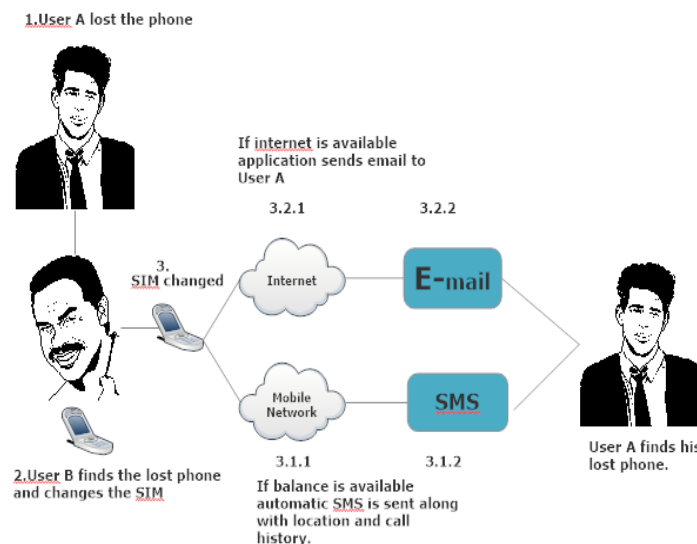 1.User A lost the phone
If internet is available
application sends email to
User A
3.2.1
3.2.2
3.
SIM changed
Internet
E-mail
Mobile
Network
SMS
3.1.1
3.1.2
2.User B finds the lost phone
and changes the SIM
If balance is available
automatic SMS is sent along
with location and call
history.
User A finds his
lost phone.